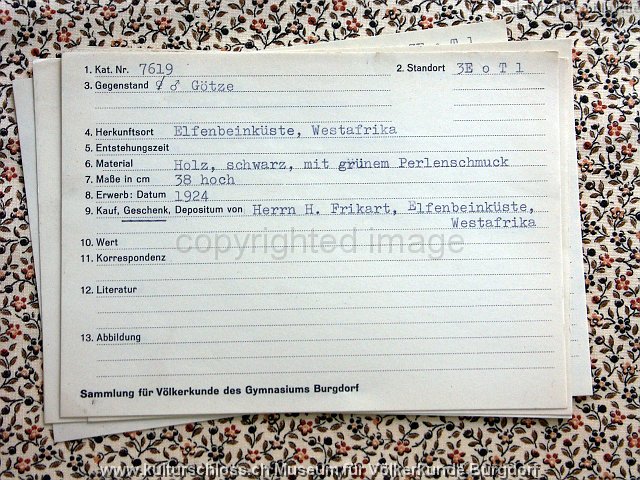 1. Kat. Nr. 7619 2. Standort 3E o T 1
3. Gegenstand ♀ ♂ Götze
4. Herkunftsort Elfenbeinküste, Westafrika
5. Entstehungszeit
6. Material Holz, schwarz, mit grünem Perlenschmuck
7. Maße in cm 38 hoch
8. Erwerb: Datum 1924
9. Kauf, Geschenk, Depositum von Herrn H. Frikart, Elfenbeinküste,
Westafrika
copyrighted image
10. Wert
11. Korrespondenz
12. Literatur
13. Abbildung
Sammlung für Völkerkunde des Gymnasiums Burgdorf
www.kulturschloss.ch Museum für Völkerkunde Burgdorf